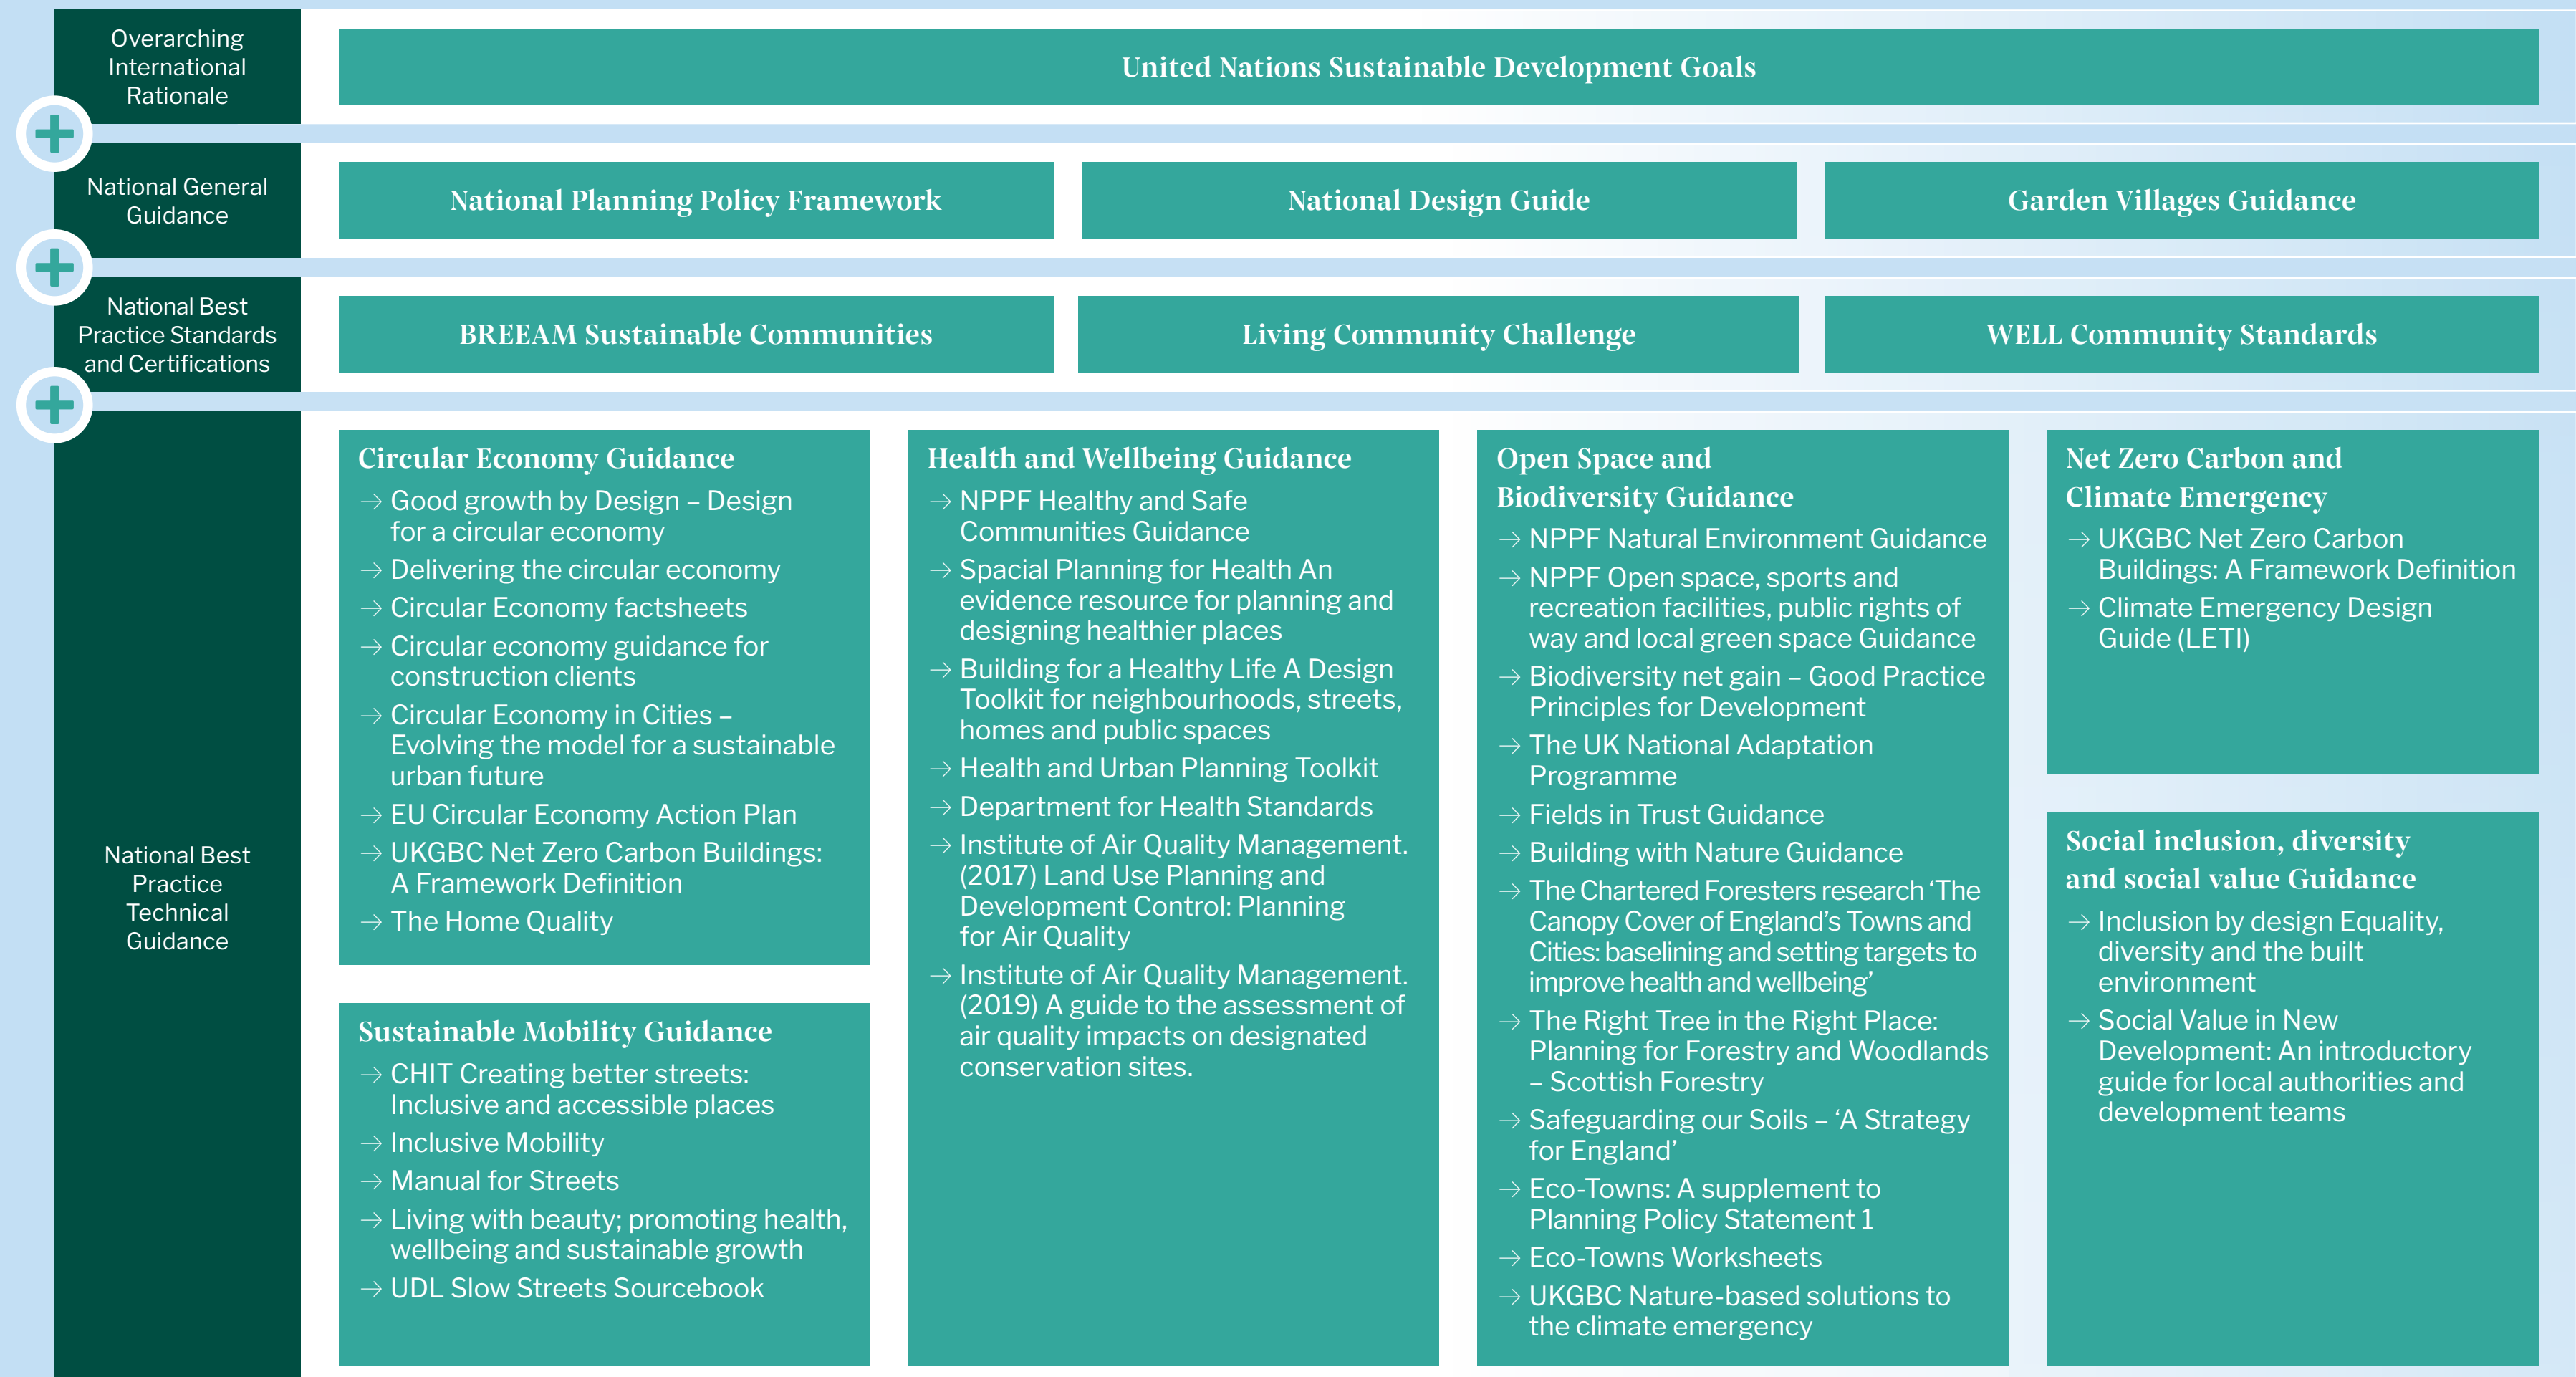 Overarching
International
Rationale
United Nations Sustainable Development Goals
National General
Guidance
National Planning Policy Framework
National Design Guide
Garden Villages Guidance
National Best
Practice Standards
and Certifications
BREEAM Sustainable Communities
Living Community Challenge
WELL Community Standards
National Best
Practice
Technical
Guidance
Circular Economy Guidance
→ Good growth by Design – Design
for a circular economy
→ Delivering the circular economy
→ Circular Economy factsheets
→ Circular economy guidance for
construction clients
→ Circular Economy in Cities –
Evolving the model for a sustainable
urban future
→ EU Circular Economy Action Plan
→ UKGBC Net Zero Carbon Buildings:
A Framework Definition
→ The Home Quality
Sustainable Mobility Guidance
→ CHIT Creating better streets:
Inclusive and accessible places
→ Inclusive Mobility
→ Manual for Streets
→ Living with beauty; promoting health,
wellbeing and sustainable growth
→ UDL Slow Streets Sourcebook
Health and Wellbeing Guidance
→ NPPF Healthy and Safe
Communities Guidance
→ Spacial Planning for Health An
evidence resource for planning and
designing healthier places
→ Building for a Healthy Life A Design
Toolkit for neighbourhoods, streets,
homes and public spaces
→ Health and Urban Planning Toolkit
→ Department for Health Standards
→ Institute of Air Quality Management.
(2017) Land Use Planning and
Development Control: Planning
for Air Quality
→ Institute of Air Quality Management.
(2019) A guide to the assessment of
air quality impacts on designated
conservation sites.
Open Space and
Biodiversity Guidance
→ NPPF Natural Environment Guidance
→ NPPF Open space, sports and
recreation facilities, public rights of
way and local green space Guidance
→ Biodiversity net gain – Good Practice
Principles for Development
→ The UK National Adaptation
Programme
→ Fields in Trust Guidance
→ Building with Nature Guidance
→ The Chartered Foresters research ‘The
Canopy Cover of England’s Towns and
Cities: baselining and setting targets to
improve health and wellbeing’
→ The Right Tree in the Right Place:
Planning for Forestry and Woodlands
– Scottish Forestry
→ Safeguarding our Soils – ‘A Strategy
for England’
→ Eco-Towns: A supplement to
Planning Policy Statement 1
→ Eco-Towns Worksheets
→ UKGBC Nature-based solutions to
the climate emergency
Net Zero Carbon and
Climate Emergency
→ UKGBC Net Zero Carbon
Buildings: A Framework Definition
→ Climate Emergency Design
Guide (LETI)
Social inclusion, diversity
and social value Guidance
→ Inclusion by design Equality,
diversity and the built
environment
→ Social Value in New
Development: An introductory
guide for local authorities and
development teams